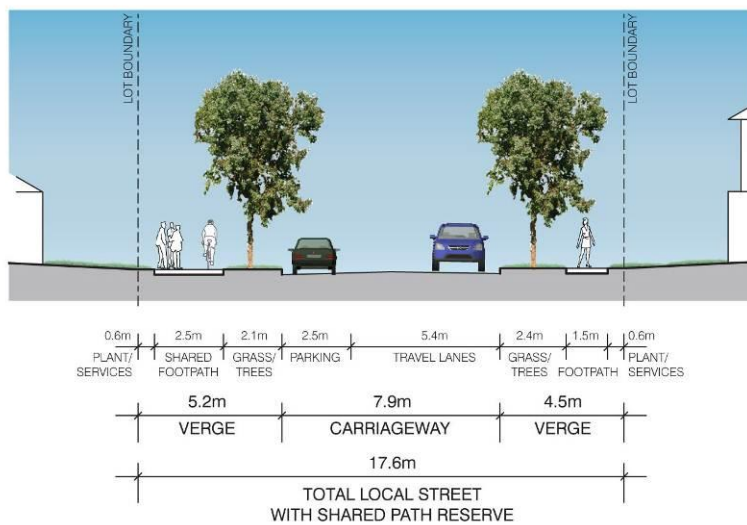 LOT BOUNDARY
LOT BOUNDARY
0.6m 2.5m 2.1m 2.5m 5.4m 2.4m 1.5m 0.6m
PLANT/ SHARED GRASS/ PARKING TRAVEL LANES GRASS/ FOOTPATH PLANT/
SERVICES FOOTPATH TREES TREES SERVICES
5.2m 7.9m 4.5m
VERGE CARRIAGEWAY VERGE
17.6m
TOTAL LOCAL STREET
WITH SHARED PATH RESERVE